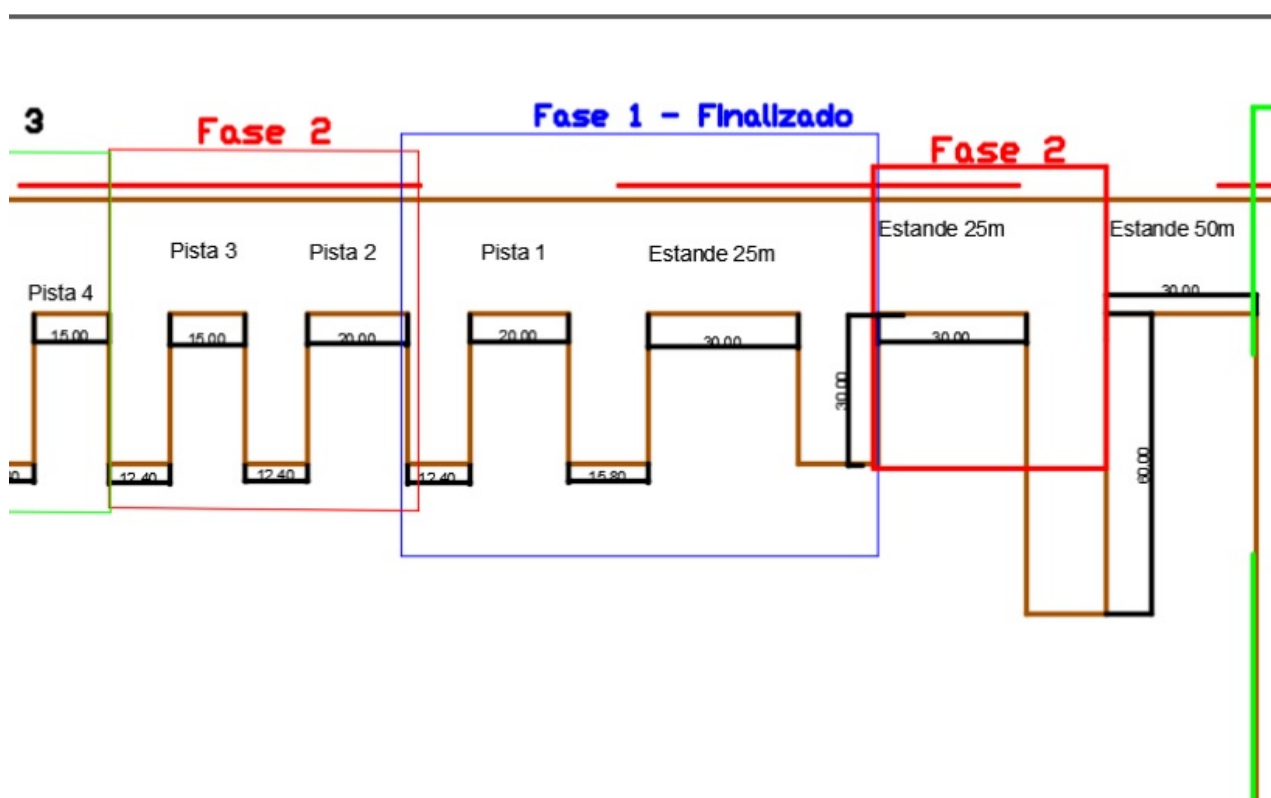 3
Fase 2
Fase 1 - Finalizado
Fase 2
Pista 4
Pista 3
Pista 2
Pista 1
Estande 25m
Estande 25m
Estande 50m
15.00
15.00
20.00
20.00
30.00
30.00
30.00
30.00
60.00
12.40
12.40
12.40
15.80